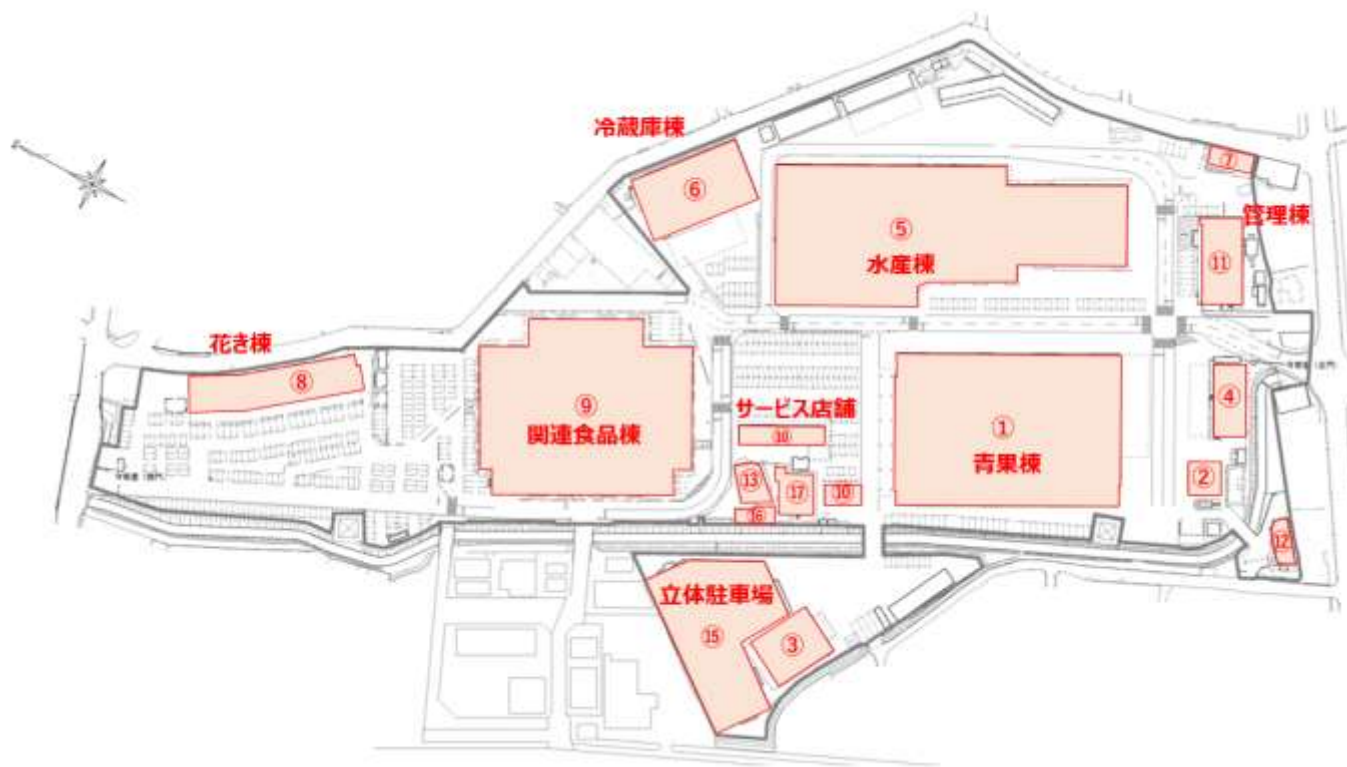 冷蔵庫棟
⑥
⑦
管理棟
⑤
水産棟
⑪
花き棟
⑧
⑨
関連食品棟
サービス店舗
⑩
①
青果棟
④
②
⑬
⑰
⑩
⑯
⑫
立体駐車場
⑮
③